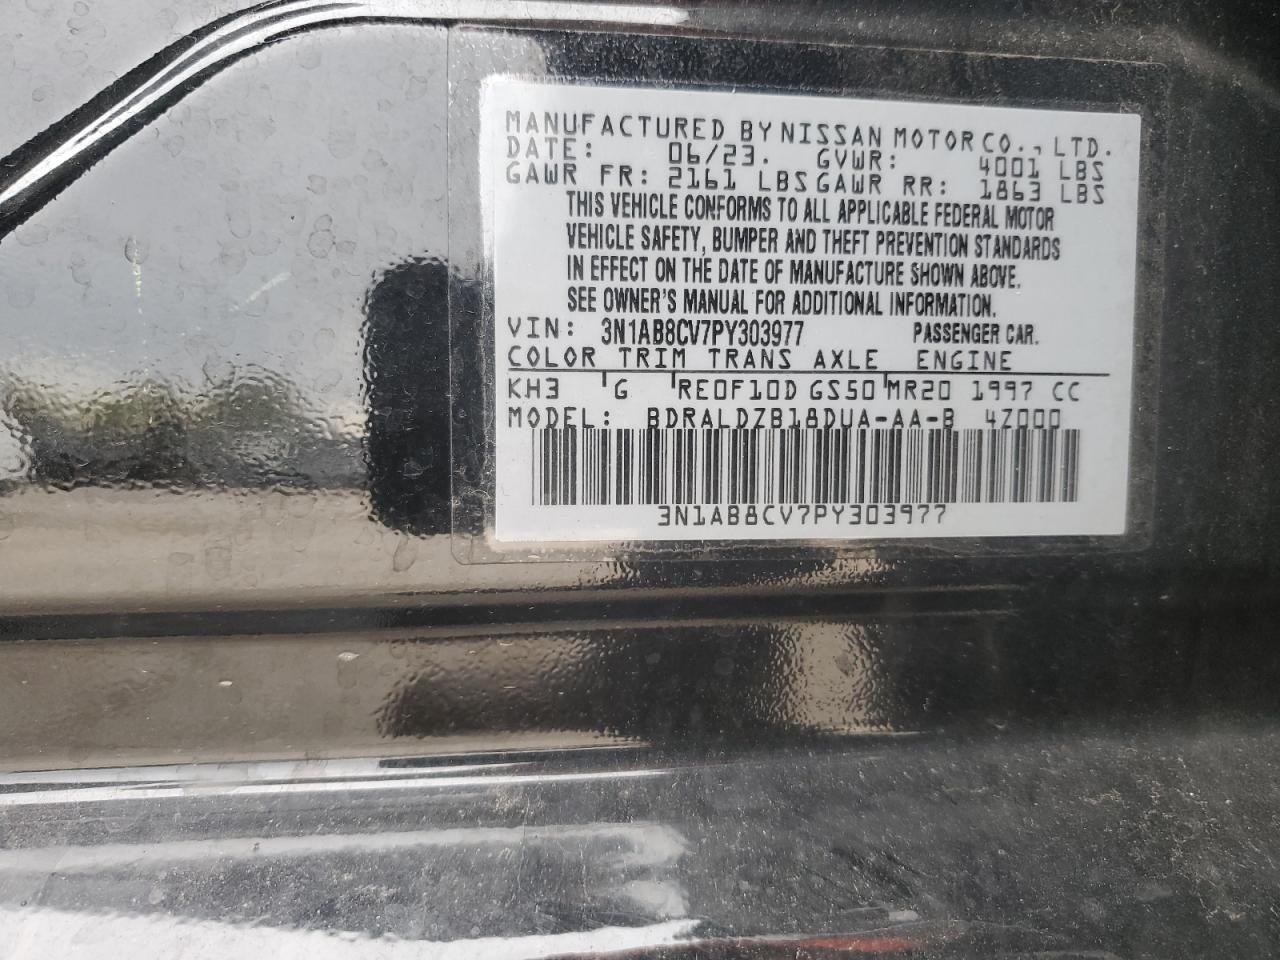 MANUFACTURED BY NISSAN MOTOR CO., LTD.
DATE: 06/23. GVWR: 4001 LBS
GAWR FR: 2161 LBS GAWR RR: 1863 LBS
THIS VEHICLE CONFORMS TO ALL APPLICABLE FEDERAL MOTOR
VEHICLE SAFETY, BUMPER AND THEFT PREVENTION STANDARDS
IN EFFECT ON THE DATE OF MANUFACTURE SHOWN ABOVE.
SEE OWNER'S MANUAL FOR ADDITIONAL INFORMATION.
VIN: 3N1AB8CV7PY303977 PASSENGER CAR.
COLOR TRIM TRANS AXLE ENGINE
KH3 G RE0F10D GS50 MR20 1997 CC
MODEL: BDRALDZB18DUA-AA-B 4Z000
3N1AB8CV7PY303977